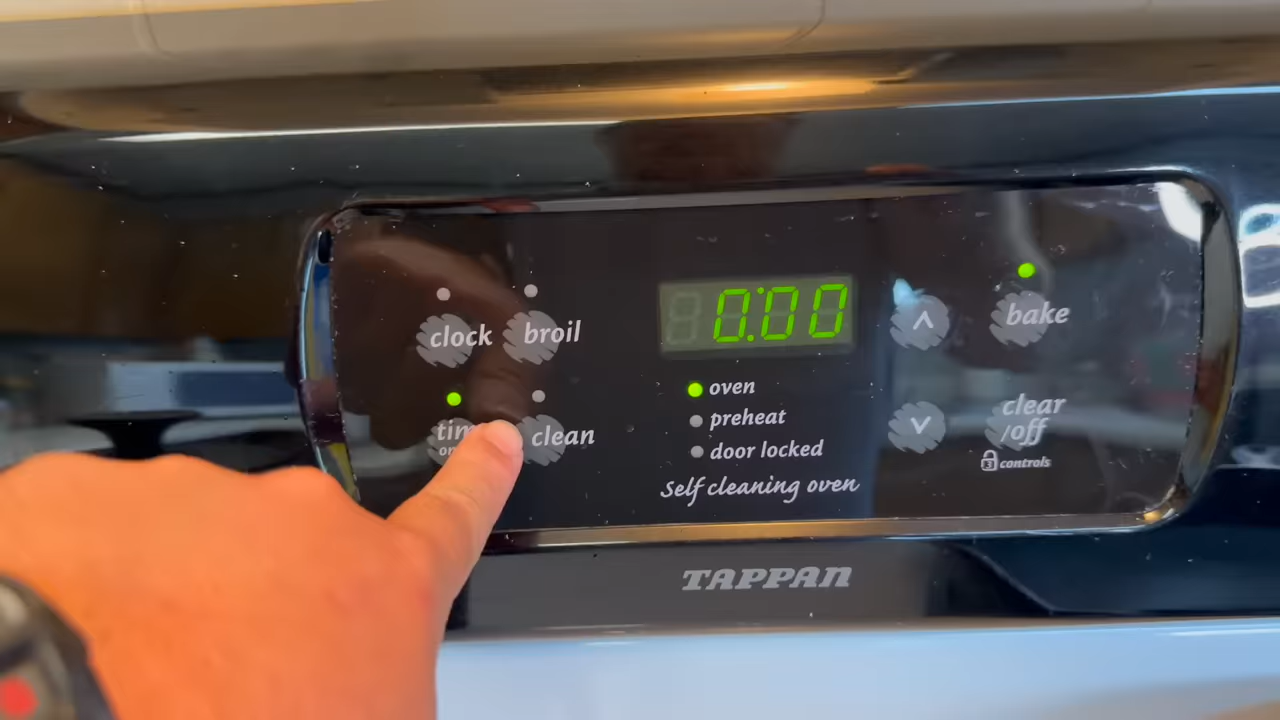 clock broil
0:00
^
bake
oven
preheat
door locked
clean
clear
/off
controls
Self cleaning oven
TAPPAN